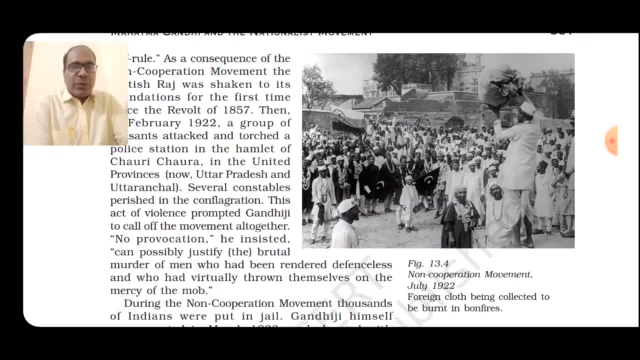 MAHATMA GANDHI AND THE NATIONALIST MOVEMENT
-rule." As a consequence of the
-Cooperation Movement the
Raj was shaken to its
for the first time
the Revolt of 1857. Then,
February 1922, a group of
attacked and torched a
police station in the hamlet of
Chauri Chaura, in the United
Provinces (now, Uttar Pradesh and
Uttaranchal). Several constables
perished in the conflagration. This
act of violence prompted Gandhiji
to call off the movement altogether.
"No provocation," he insisted,
"can possibly justify (the) brutal
murder of men who had been rendered defenceless
and who had virtually thrown themselves on the
mercy of the mob."
During the Non-Cooperation Movement thousands
of Indians were put in jail. Gandhiji himself
Fig. 13.4
Non-cooperation Movement,
July 1922
Foreign cloth being collected to
be burnt in bonfires.